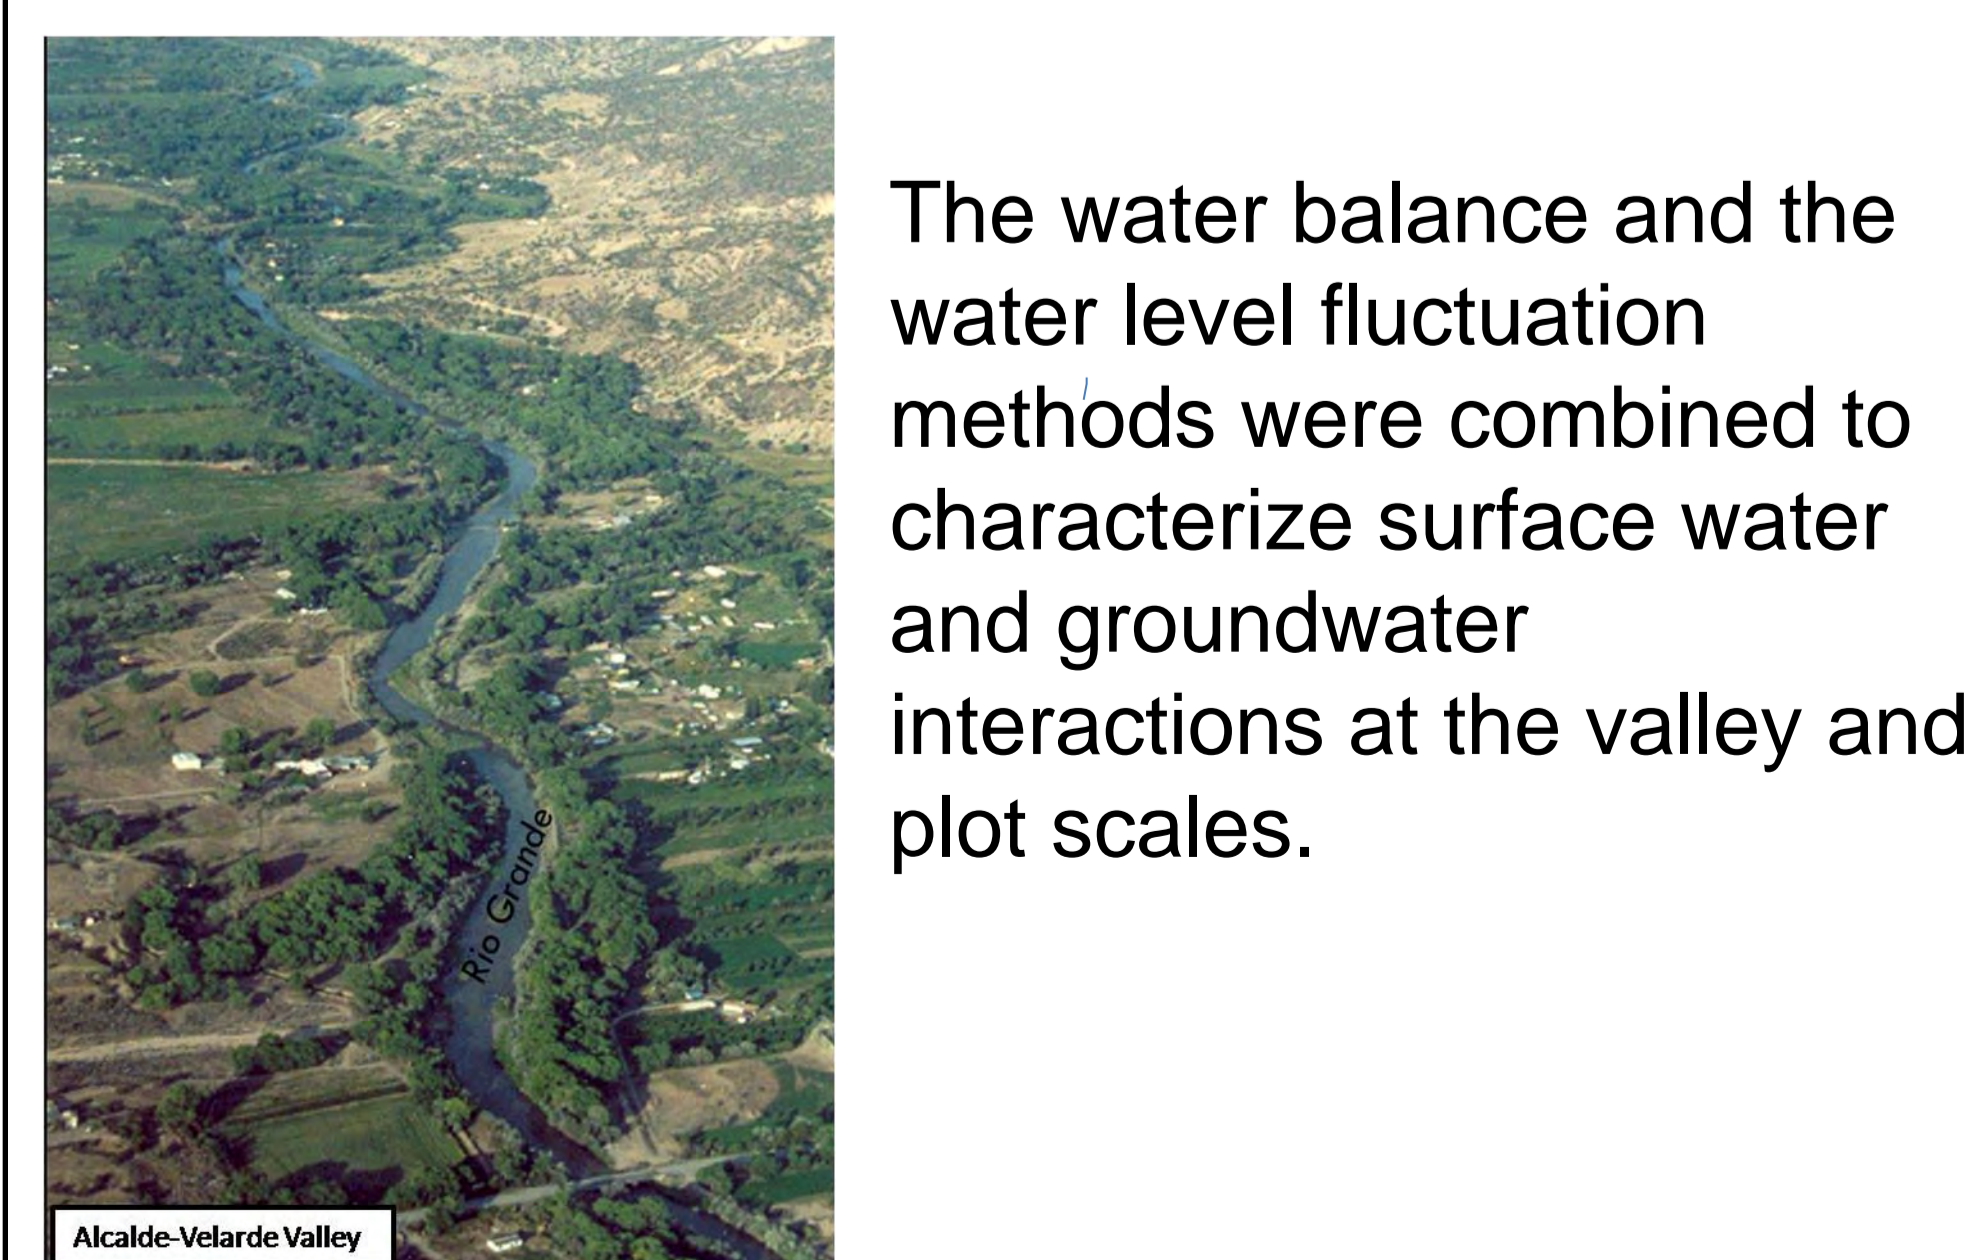 The water balance and the
water level fluctuation
methods were combined to
characterize surface water
and groundwater
interactions at the valley and
plot scales.
Rio Grande
Alcalde-Velarde Valley